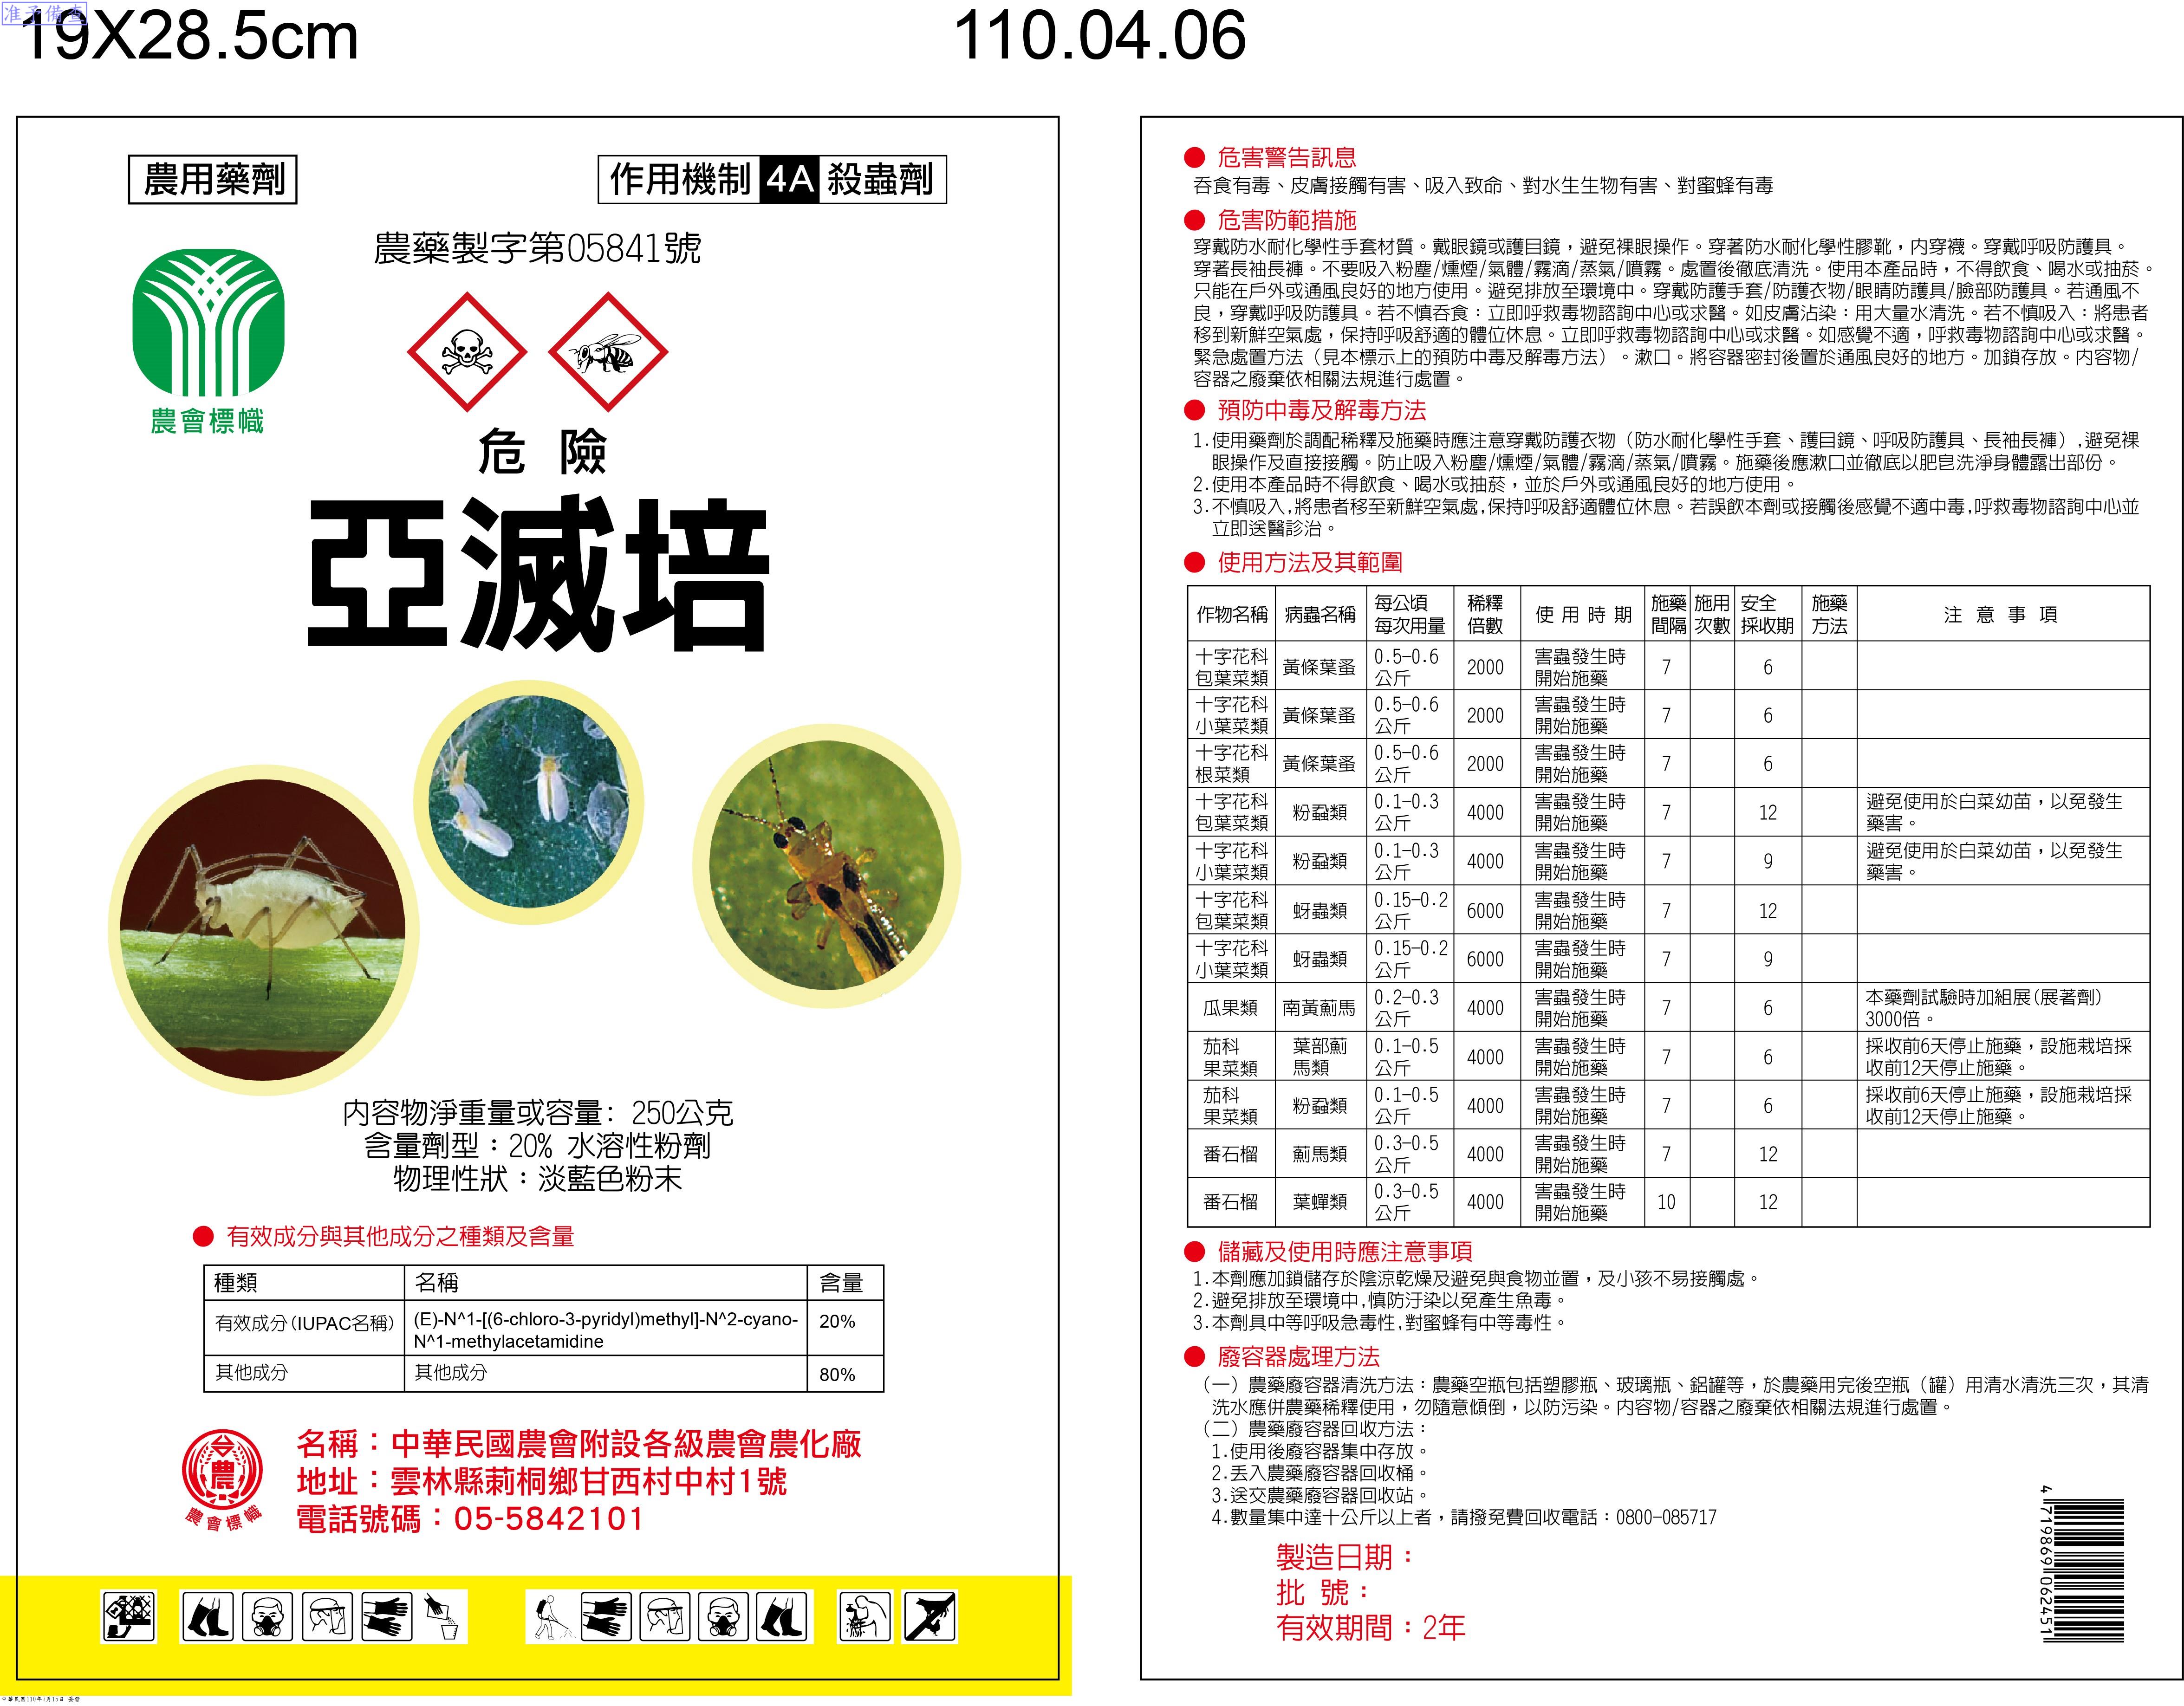 准予備查
19X28.5cm
110.04.06
農用藥劑
作用機制 4A 殺蟲劑
農藥製字第05841號
農會標幟
危 險
亞滅培
內容物淨重量或容量: 250公克
含量劑型：20% 水溶性粉劑
物理性狀：淡藍色粉末
● 有效成分與其他成分之種類及含量
種類 名稱 含量
有效成分(IUPAC名稱) (E)-N^1-[(6-chloro-3-pyridyl)methyl]-N^2-cyano- 20%
N^1-methylacetamidine
其他成分 其他成分 80%
農會標幟
名稱：中華民國農會附設各級農會農化廠
地址：雲林縣莿桐鄉甘西村中村1號
電話號碼：05-5842101
中華民國110年7月15日 簽發
● 危害警告訊息
吞食有毒、皮膚接觸有害、吸入致命、對水生生物有害、對蜜蜂有毒
● 危害防範措施
穿戴防水耐化學性手套材質。戴眼鏡或護目鏡，避免裸眼操作。穿著防水耐化學性膠靴，內穿襪。穿戴呼吸防護具。
穿著長袖長褲。不要吸入粉塵/燻煙/氣體/霧滴/蒸氣/噴霧。處置後徹底清洗。使用本產品時，不得飲食、喝水或抽菸。
只能在戶外或通風良好的地方使用。避免排放至環境中。穿戴防護手套/防護衣物/眼睛防護具/臉部防護具。若通風不
良，穿戴呼吸防護具。若不慎吞食：立即呼救毒物諮詢中心或求醫。如皮膚沾染：用大量水清洗。若不慎吸入：將患者
移到新鮮空氣處，保持呼吸舒適的體位休息。立即呼救毒物諮詢中心或求醫。如感覺不適，呼救毒物諮詢中心或求醫。
緊急處置方法（見本標示上的預防中毒及解毒方法）。漱口。將容器密封後置於通風良好的地方。加鎖存放。內容物/
容器之廢棄依相關法規進行處置。
● 預防中毒及解毒方法
1.使用藥劑於調配稀釋及施藥時應注意穿戴防護衣物（防水耐化學性手套、護目鏡、呼吸防護具、長袖長褲）,避免裸
眼操作及直接接觸。防止吸入粉塵/燻煙/氣體/霧滴/蒸氣/噴霧。施藥後應漱口並徹底以肥皂洗淨身體露出部份。
2.使用本產品時不得飲食、喝水或抽菸，並於戶外或通風良好的地方使用。
3.不慎吸入,將患者移至新鮮空氣處,保持呼吸舒適體位休息。若誤飲本劑或接觸後感覺不適中毒,呼救毒物諮詢中心並
立即送醫診治。
● 使用方法及其範圍
作物名稱 病蟲名稱 每公頃每次用量 稀釋倍數 使用時期 施藥間隔 施用次數 安全採收期 施藥方法 注意事項
十字花科包葉菜類 黃條葉蚤 0.5-0.6公斤 2000 害蟲發生時開始施藥 7 6
十字花科小葉菜類 黃條葉蚤 0.5-0.6公斤 2000 害蟲發生時開始施藥 7 6
十字花科根菜類 黃條葉蚤 0.5-0.6公斤 2000 害蟲發生時開始施藥 7 6
十字花科包葉菜類 粉蝨類 0.1-0.3公斤 4000 害蟲發生時開始施藥 7 12 避免使用於白菜幼苗，以免發生藥害。
十字花科小葉菜類 粉蝨類 0.1-0.3公斤 4000 害蟲發生時開始施藥 7 9 避免使用於白菜幼苗，以免發生藥害。
十字花科包葉菜類 蚜蟲類 0.15-0.2公斤 6000 害蟲發生時開始施藥 7 12
十字花科小葉菜類 蚜蟲類 0.15-0.2公斤 6000 害蟲發生時開始施藥 7 9
瓜果類 南黃薊馬 0.2-0.3公斤 4000 害蟲發生時開始施藥 7 6 本藥劑試驗時加組展(展著劑)3000倍。
茄科果菜類 葉部薊馬類 0.1-0.5公斤 4000 害蟲發生時開始施藥 7 6 採收前6天停止施藥，設施栽培採收前12天停止施藥。
茄科果菜類 粉蝨類 0.1-0.5公斤 4000 害蟲發生時開始施藥 7 6 採收前6天停止施藥，設施栽培採收前12天停止施藥。
番石榴 薊馬類 0.3-0.5公斤 4000 害蟲發生時開始施藥 7 12
番石榴 葉蟬類 0.3-0.5公斤 4000 害蟲發生時開始施藥 10 12
● 儲藏及使用時應注意事項
1.本劑應加鎖儲存於陰涼乾燥及避免與食物並置，及小孩不易接觸處。
2.避免排放至環境中,慎防汙染以免產生魚毒。
3.本劑具中等呼吸急毒性,對蜜蜂有中等毒性。
● 廢容器處理方法
（一）農藥廢容器清洗方法：農藥空瓶包括塑膠瓶、玻璃瓶、鋁罐等，於農藥用完後空瓶（罐）用清水清洗三次，其清
洗水應併農藥稀釋使用，勿隨意傾倒，以防污染。內容物/容器之廢棄依相關法規進行處置。
（二）農藥廢容器回收方法：
1.使用後廢容器集中存放。
2.丟入農藥廢容器回收桶。
3.送交農藥廢容器回收站。
4.數量集中達十公斤以上者，請撥免費回收電話：0800-085717
製造日期：
批 號：
有效期間：2年
4 719869 062451